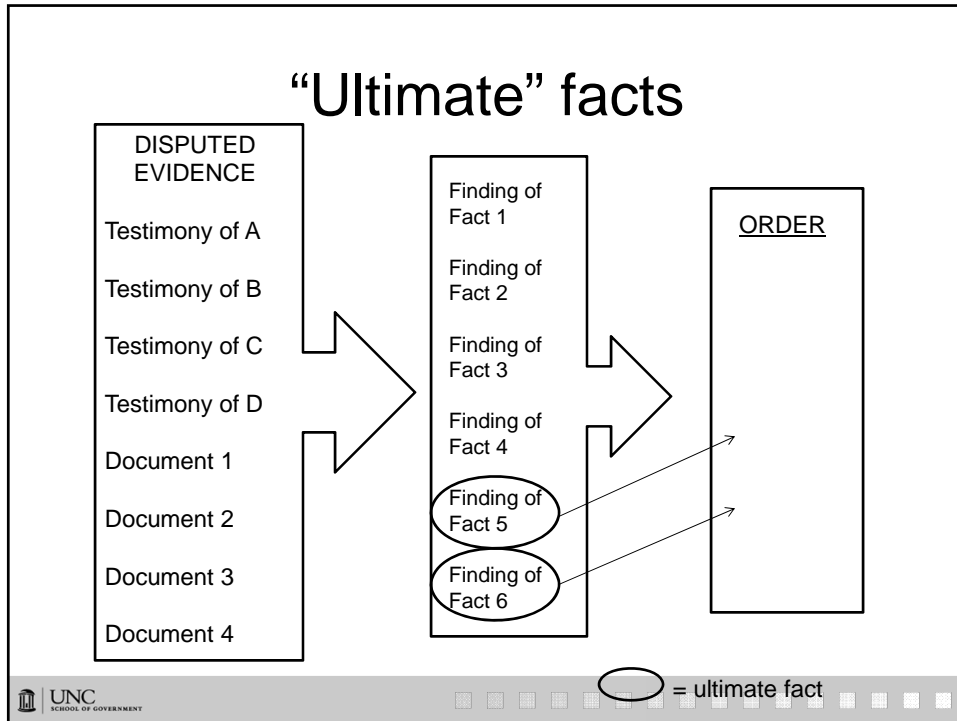 “Ultimate” facts
DISPUTED
EVIDENCE
Testimony of A
Testimony of B
Testimony of C
Testimony of D
Document 1
Document 2
Document 3
Document 4
Finding of
Fact 1
Finding of
Fact 2
Finding of
Fact 3
Finding of
Fact 4
Finding of
Fact 5
Finding of
Fact 6
ORDER
= ultimate fact
UNC
SCHOOL OF GOVERNMENT